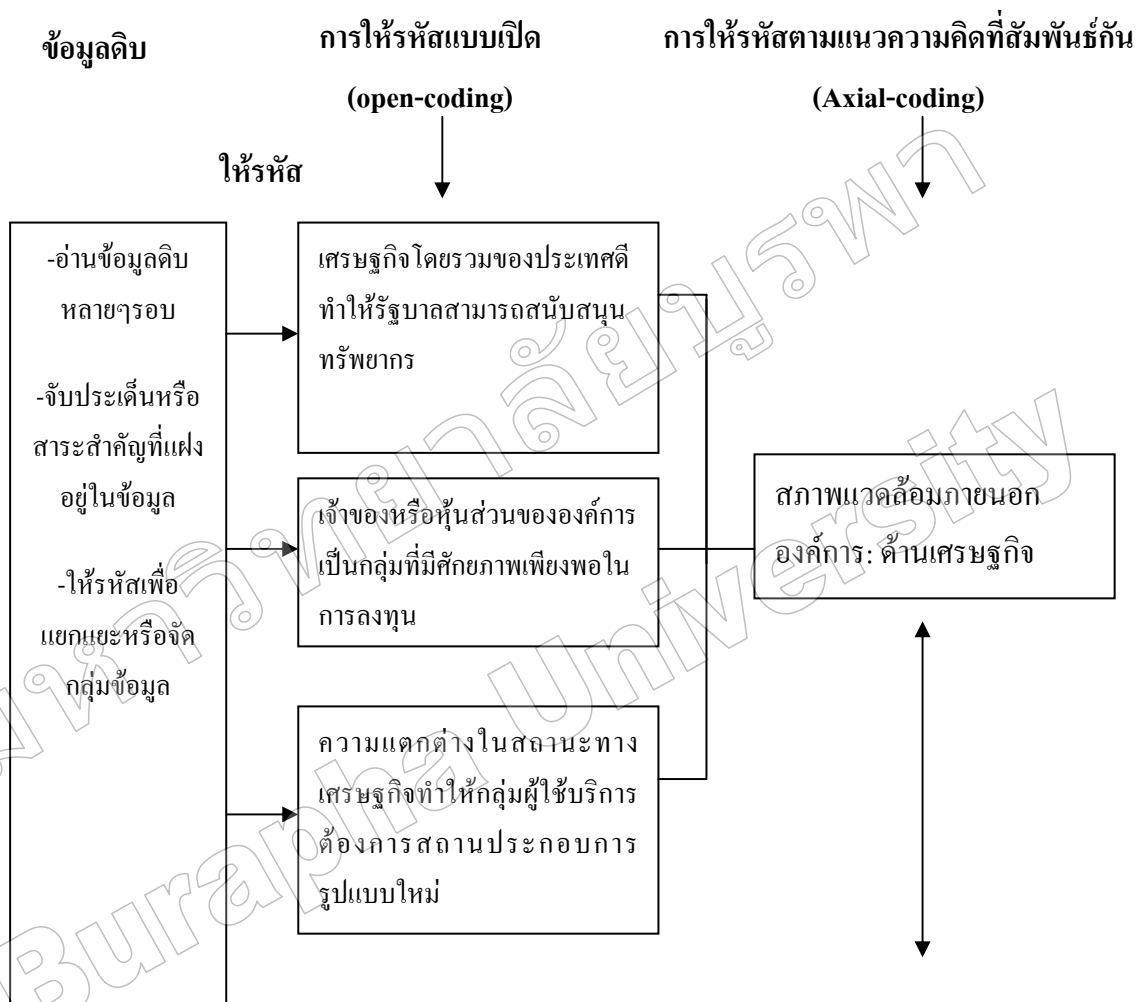 ข้อมูลดิบ
การให้รหัสแบบเปิด
(open-coding)
การให้รหัสตามแนวความคิดที่สัมพันธ์กัน
(Axial-coding)
ให้รหัส
-อ่านข้อมูลดิบ
หลายๆรอบ
-จับประเด็นหรือ
สาระสำคัญที่แฝง
อยู่ในข้อมูล
-ให้รหัสเพื่อ
แยกแยะหรือจัด
กลุ่มข้อมูล
เศรษฐกิจโดยรวมของประเทศดี
ทำให้รัฐบาลสามารถสนับสนุน
ทรัพยากร
เจ้าของหรือหุ้นส่วนขององค์การ
เป็นกลุ่มที่มีศักยภาพเพียงพอใน
การลงทุน
ความแตกต่างในสถานะทาง
เศรษฐกิจทำให้กลุ่มผู้ใช้บริการ
ต้องการสถานประกอบการ
รูปแบบใหม่
สภาพแวดล้อมภายนอก
องค์การ: ด้านเศรษฐกิจ
มหาวิทยาลัยบูรพา
Burapha University